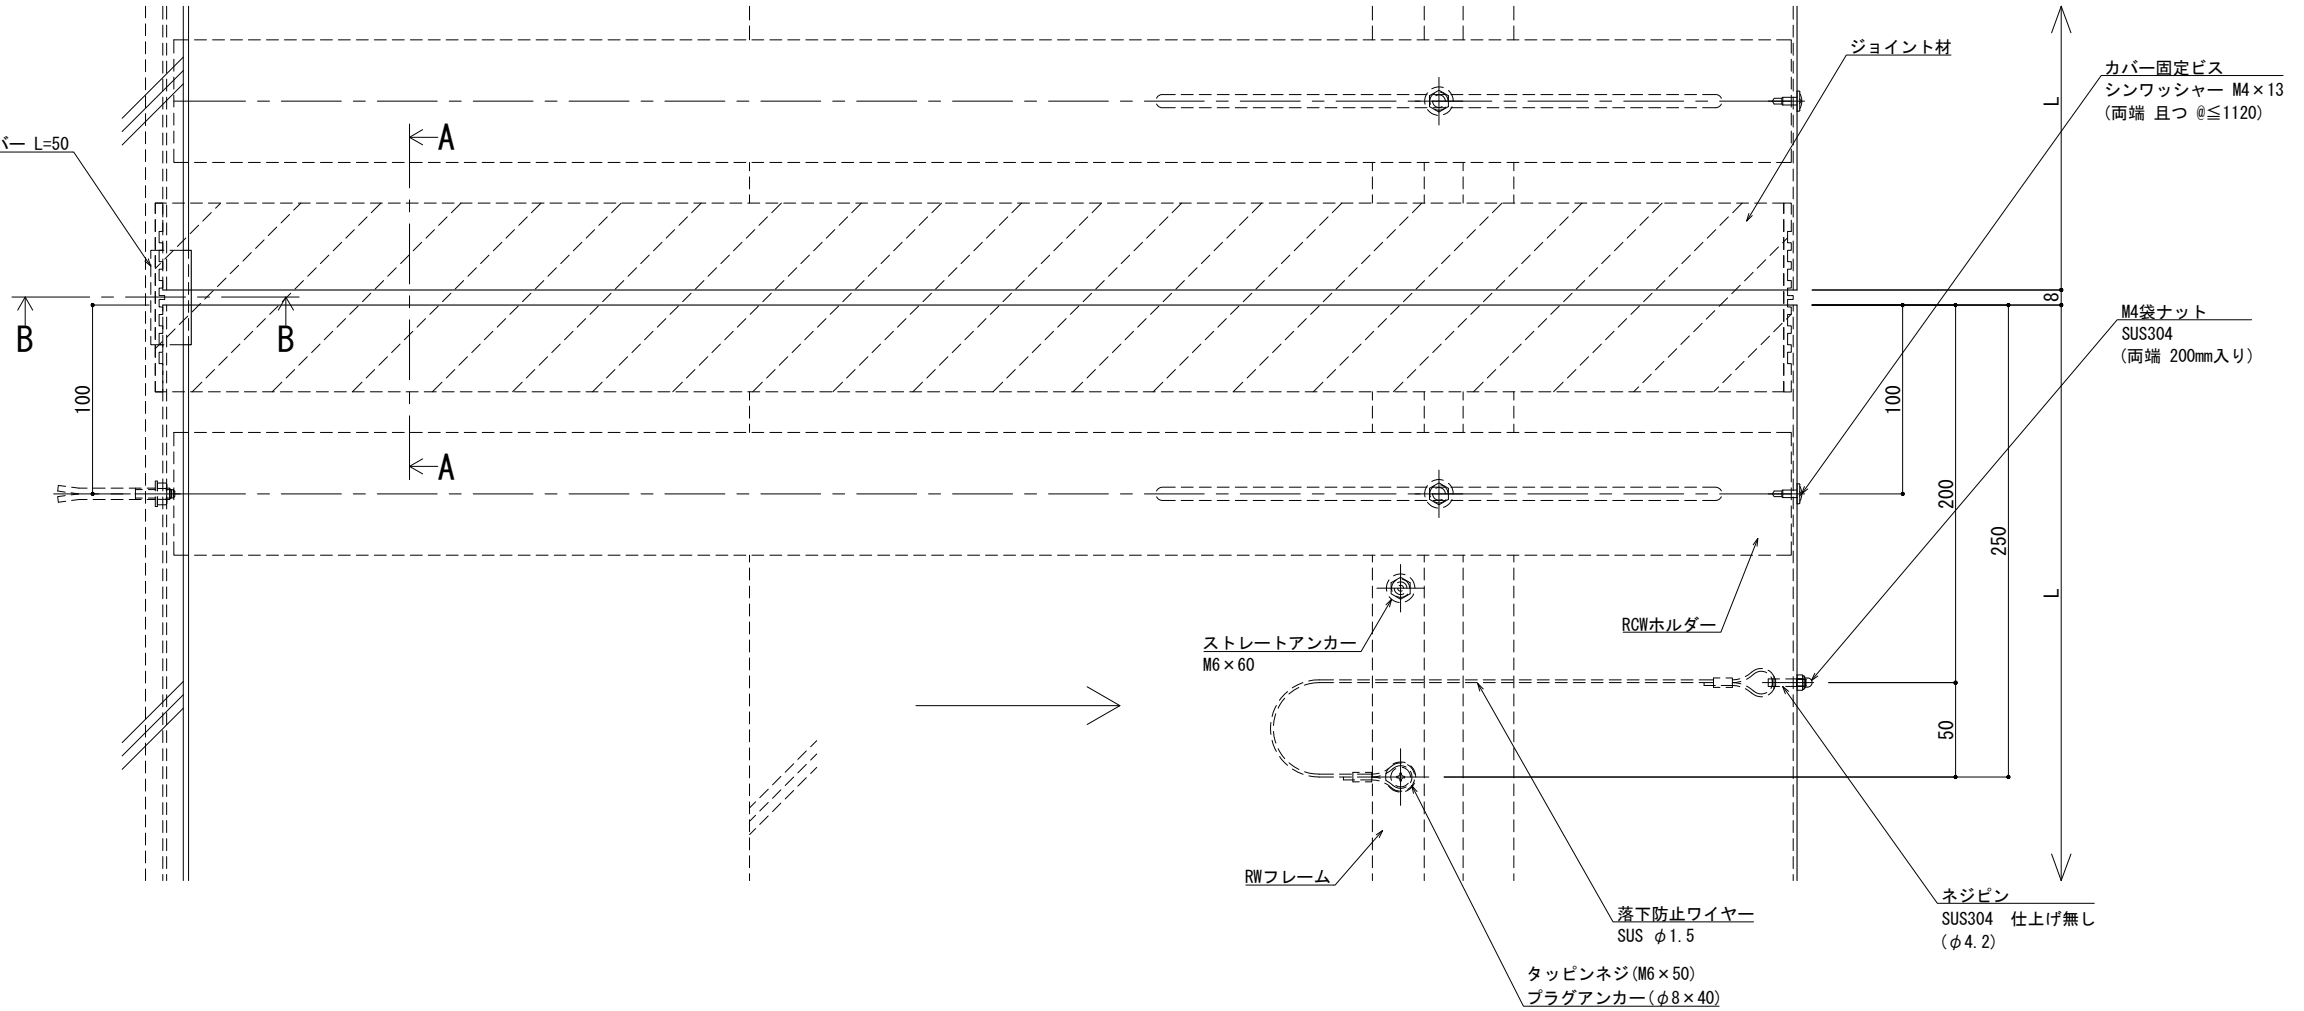 ジョイント材
カバー固定ビス
シンワッシャー M4×13
(両端 且つ @≦1120)
L
A
バー L=50
8
B
B
M4袋ナット
SUS304
(両端 200mm入り)
100
100
A
200
250
L
ストレートアンカー
M6×60
RCWホルダー
50
RWフレーム
落下防止ワイヤー
SUS φ1.5
ネジピン
SUS304 仕上げ無し
(φ4.2)
タッピンネジ(M6×50)
プラグアンカー(φ8×40)